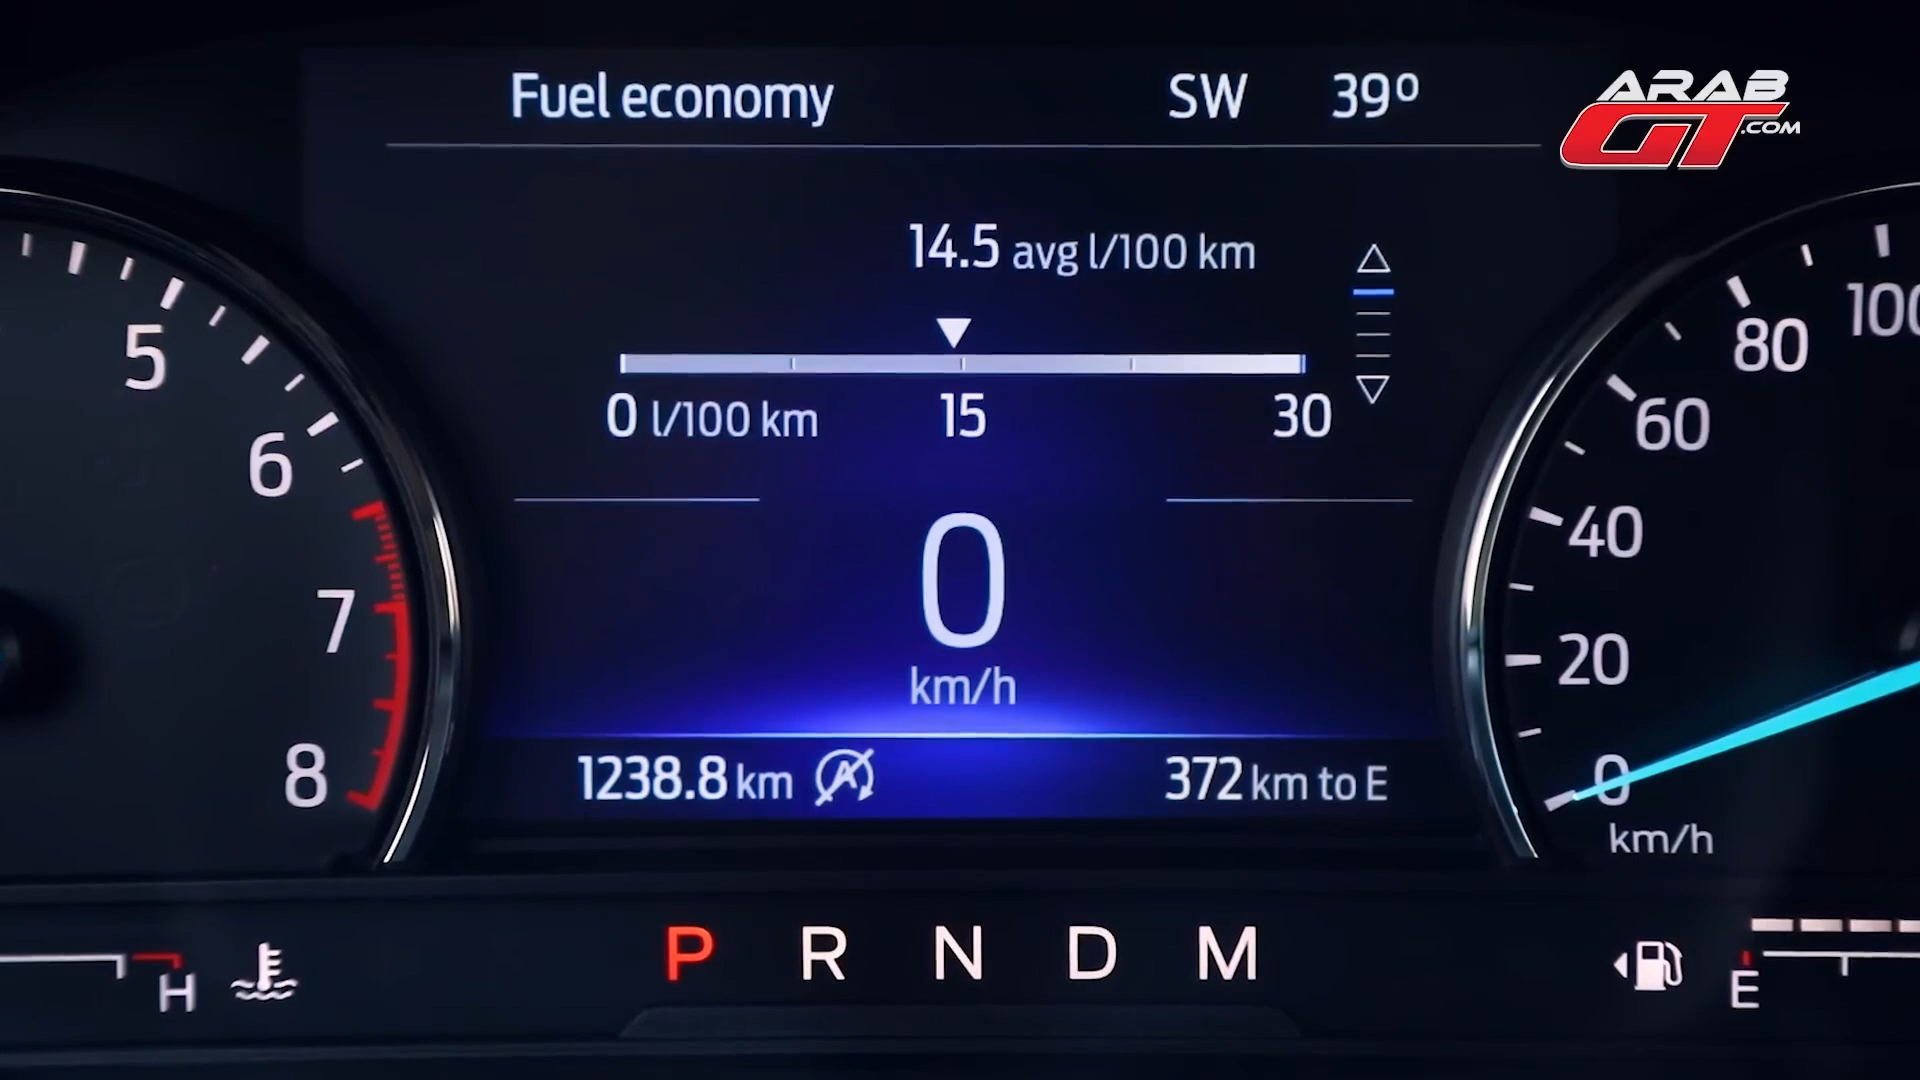 Fuel economy SW 39º
ARAB
GT.COM
14.5 avg l/100 km
0 l/100 km 15 30
0
km/h
1238.8 km A 372 km to E
5
6
7
8
100
80
60
40
20
0
km/h
H
P R N D M
E